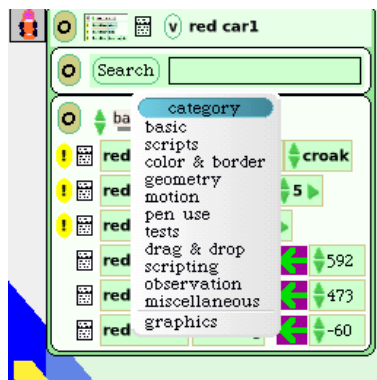 v red car1
Search
ba
category
basic
scripts
color & border
geometry
motion
pen use
tests
drag & drop
scripting
observation
miscellaneous
graphics
! red croak
! red 5
! red
red 592
red 473
red -60